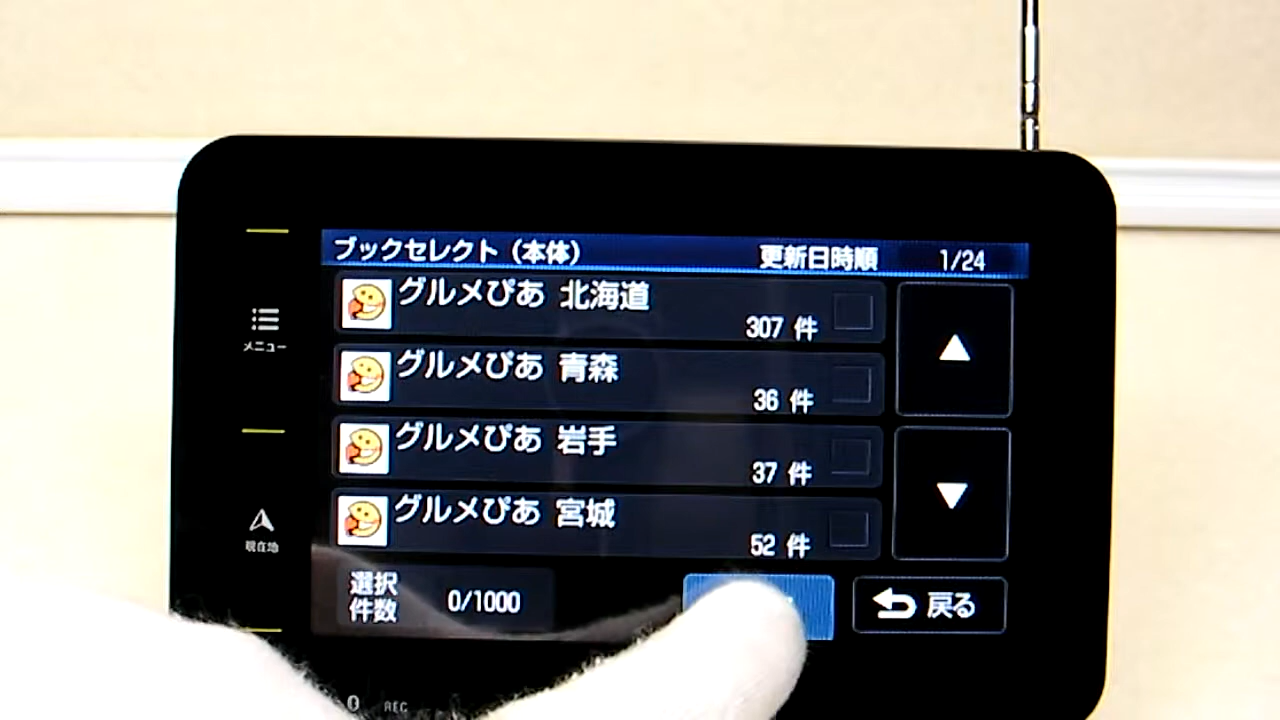 ブックセレクト（本体） 更新日時順 1/24
グルメぴあ 北海道
307 件
グルメぴあ 青森
36 件
グルメぴあ 岩手
37 件
グルメぴあ 宮城
52 件
選択件数 0/1000
戻る
メニュー
現在地
REC